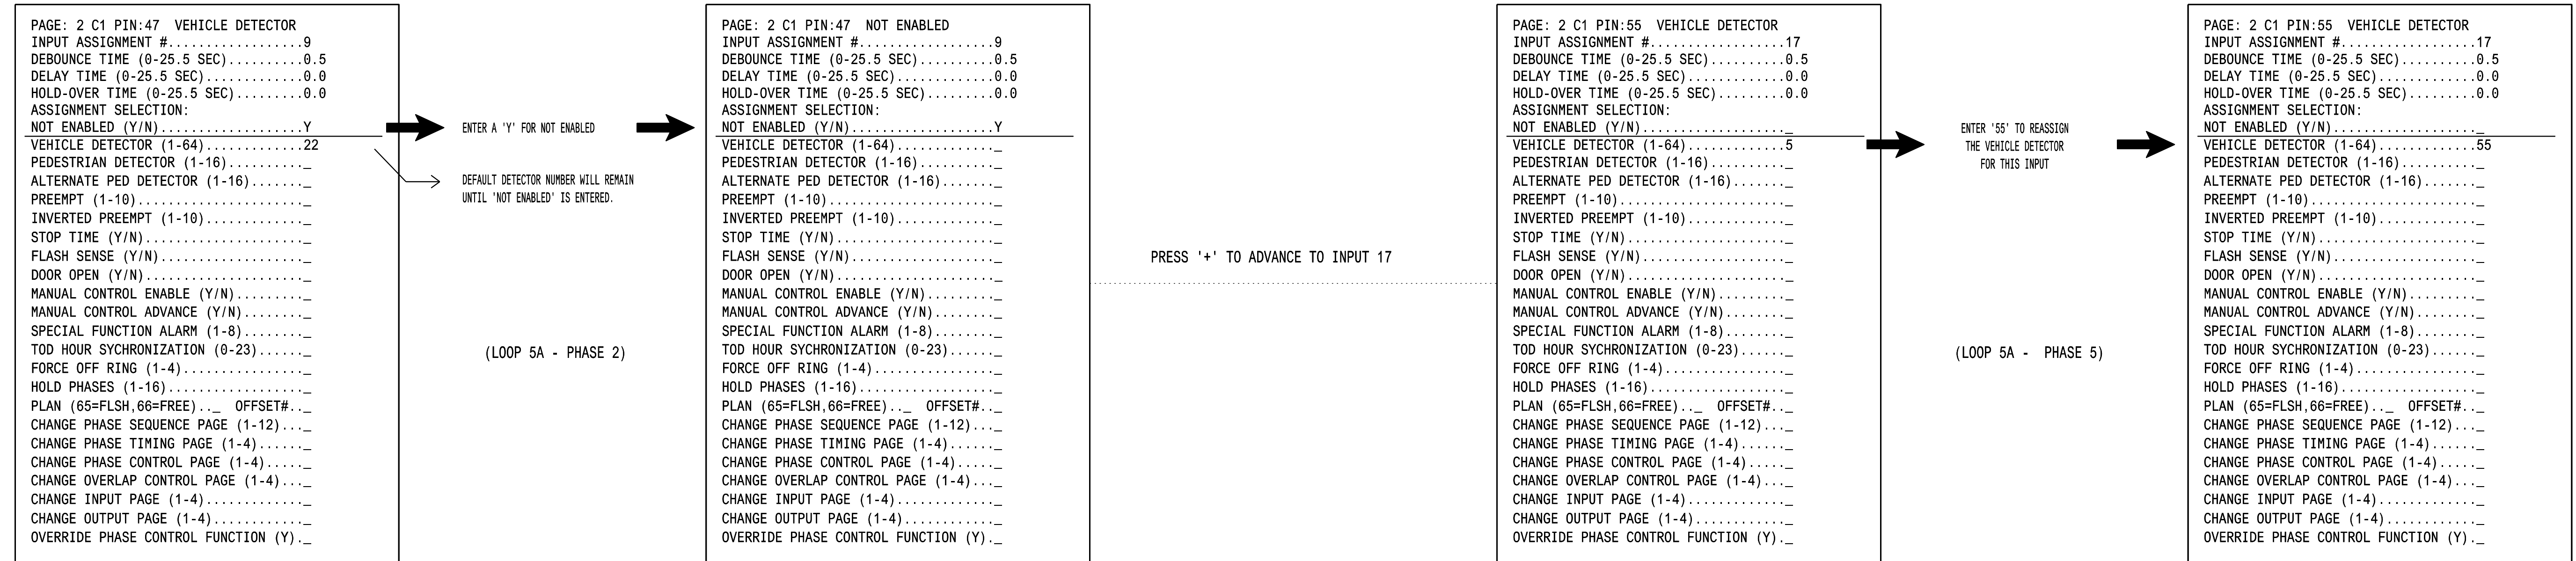 PAGE: 2 C1 PIN:47  VEHICLE DETECTOR
INPUT ASSIGNMENT #..................9
DEBOUNCE TIME (0-25.5 SEC)..........0.5
DELAY TIME (0-25.5 SEC).............0.0
HOLD-OVER TIME (0-25.5 SEC).........0.0
ASSIGNMENT SELECTION:
NOT ENABLED (Y/N)...................Y
VEHICLE DETECTOR (1-64).............22
PEDESTRIAN DETECTOR (1-16).........._
ALTERNATE PED DETECTOR (1-16)......._
PREEMPT (1-10)......................_
INVERTED PREEMPT (1-10)............._
STOP TIME (Y/N)....................._
FLASH SENSE (Y/N)..................._
DOOR OPEN (Y/N)....................._
MANUAL CONTROL ENABLE (Y/N)........._
MANUAL CONTROL ADVANCE (Y/N)........_
SPECIAL FUNCTION ALARM (1-8)........_
TOD HOUR SYCHRONIZATION (0-23)......_
FORCE OFF RING (1-4)................_
HOLD PHASES (1-16).................._
PLAN (65=FLSH,66=FREE).._  OFFSET#.._
CHANGE PHASE SEQUENCE PAGE (1-12)..._
CHANGE PHASE TIMING PAGE (1-4)......_
CHANGE PHASE CONTROL PAGE (1-4)....._
CHANGE OVERLAP CONTROL PAGE (1-4)..._
CHANGE INPUT PAGE (1-4)............._
CHANGE OUTPUT PAGE (1-4)............_
OVERRIDE PHASE CONTROL FUNCTION (Y)._
ENTER A 'Y' FOR NOT ENABLED
DEFAULT DETECTOR NUMBER WILL REMAIN
UNTIL 'NOT ENABLED' IS ENTERED.
(LOOP 5A - PHASE 2)
PAGE: 2 C1 PIN:47  NOT ENABLED
INPUT ASSIGNMENT #..................9
DEBOUNCE TIME (0-25.5 SEC)..........0.5
DELAY TIME (0-25.5 SEC).............0.0
HOLD-OVER TIME (0-25.5 SEC).........0.0
ASSIGNMENT SELECTION:
NOT ENABLED (Y/N)...................Y
VEHICLE DETECTOR (1-64)............._
PEDESTRIAN DETECTOR (1-16).........._
ALTERNATE PED DETECTOR (1-16)......._
PREEMPT (1-10)......................_
INVERTED PREEMPT (1-10)............._
STOP TIME (Y/N)....................._
FLASH SENSE (Y/N)..................._
DOOR OPEN (Y/N)....................._
MANUAL CONTROL ENABLE (Y/N)........._
MANUAL CONTROL ADVANCE (Y/N)........_
SPECIAL FUNCTION ALARM (1-8)........_
TOD HOUR SYCHRONIZATION (0-23)......_
FORCE OFF RING (1-4)................_
HOLD PHASES (1-16).................._
PLAN (65=FLSH,66=FREE).._  OFFSET#.._
CHANGE PHASE SEQUENCE PAGE (1-12)..._
CHANGE PHASE TIMING PAGE (1-4)......_
CHANGE PHASE CONTROL PAGE (1-4)....._
CHANGE OVERLAP CONTROL PAGE (1-4)..._
CHANGE INPUT PAGE (1-4)............._
CHANGE OUTPUT PAGE (1-4)............_
OVERRIDE PHASE CONTROL FUNCTION (Y)._
PRESS '+' TO ADVANCE TO INPUT 17
PAGE: 2 C1 PIN:55  VEHICLE DETECTOR
INPUT ASSIGNMENT #..................17
DEBOUNCE TIME (0-25.5 SEC)..........0.5
DELAY TIME (0-25.5 SEC).............0.0
HOLD-OVER TIME (0-25.5 SEC).........0.0
ASSIGNMENT SELECTION:
NOT ENABLED (Y/N)..................._
VEHICLE DETECTOR (1-64).............5
PEDESTRIAN DETECTOR (1-16).........._
ALTERNATE PED DETECTOR (1-16)......._
PREEMPT (1-10)......................_
INVERTED PREEMPT (1-10)............._
STOP TIME (Y/N)....................._
FLASH SENSE (Y/N)..................._
DOOR OPEN (Y/N)....................._
MANUAL CONTROL ENABLE (Y/N)........._
MANUAL CONTROL ADVANCE (Y/N)........_
SPECIAL FUNCTION ALARM (1-8)........_
TOD HOUR SYCHRONIZATION (0-23)......_
FORCE OFF RING (1-4)................_
HOLD PHASES (1-16).................._
PLAN (65=FLSH,66=FREE).._  OFFSET#.._
CHANGE PHASE SEQUENCE PAGE (1-12)..._
CHANGE PHASE TIMING PAGE (1-4)......_
CHANGE PHASE CONTROL PAGE (1-4)....._
CHANGE OVERLAP CONTROL PAGE (1-4)..._
CHANGE INPUT PAGE (1-4)............._
CHANGE OUTPUT PAGE (1-4)............_
OVERRIDE PHASE CONTROL FUNCTION (Y)._
ENTER '55' TO REASSIGN
THE VEHICLE DETECTOR
FOR THIS INPUT
(LOOP 5A -  PHASE 5)
PAGE: 2 C1 PIN:55  VEHICLE DETECTOR
INPUT ASSIGNMENT #..................17
DEBOUNCE TIME (0-25.5 SEC)..........0.5
DELAY TIME (0-25.5 SEC).............0.0
HOLD-OVER TIME (0-25.5 SEC).........0.0
ASSIGNMENT SELECTION:
NOT ENABLED (Y/N)..................._
VEHICLE DETECTOR (1-64).............55
PEDESTRIAN DETECTOR (1-16).........._
ALTERNATE PED DETECTOR (1-16)......._
PREEMPT (1-10)......................_
INVERTED PREEMPT (1-10)............._
STOP TIME (Y/N)....................._
FLASH SENSE (Y/N)..................._
DOOR OPEN (Y/N)....................._
MANUAL CONTROL ENABLE (Y/N)........._
MANUAL CONTROL ADVANCE (Y/N)........_
SPECIAL FUNCTION ALARM (1-8)........_
TOD HOUR SYCHRONIZATION (0-23)......_
FORCE OFF RING (1-4)................_
HOLD PHASES (1-16).................._
PLAN (65=FLSH,66=FREE).._  OFFSET#.._
CHANGE PHASE SEQUENCE PAGE (1-12)..._
CHANGE PHASE TIMING PAGE (1-4)......_
CHANGE PHASE CONTROL PAGE (1-4)....._
CHANGE OVERLAP CONTROL PAGE (1-4)..._
CHANGE INPUT PAGE (1-4)............._
CHANGE OUTPUT PAGE (1-4)............_
OVERRIDE PHASE CONTROL FUNCTION (Y)._